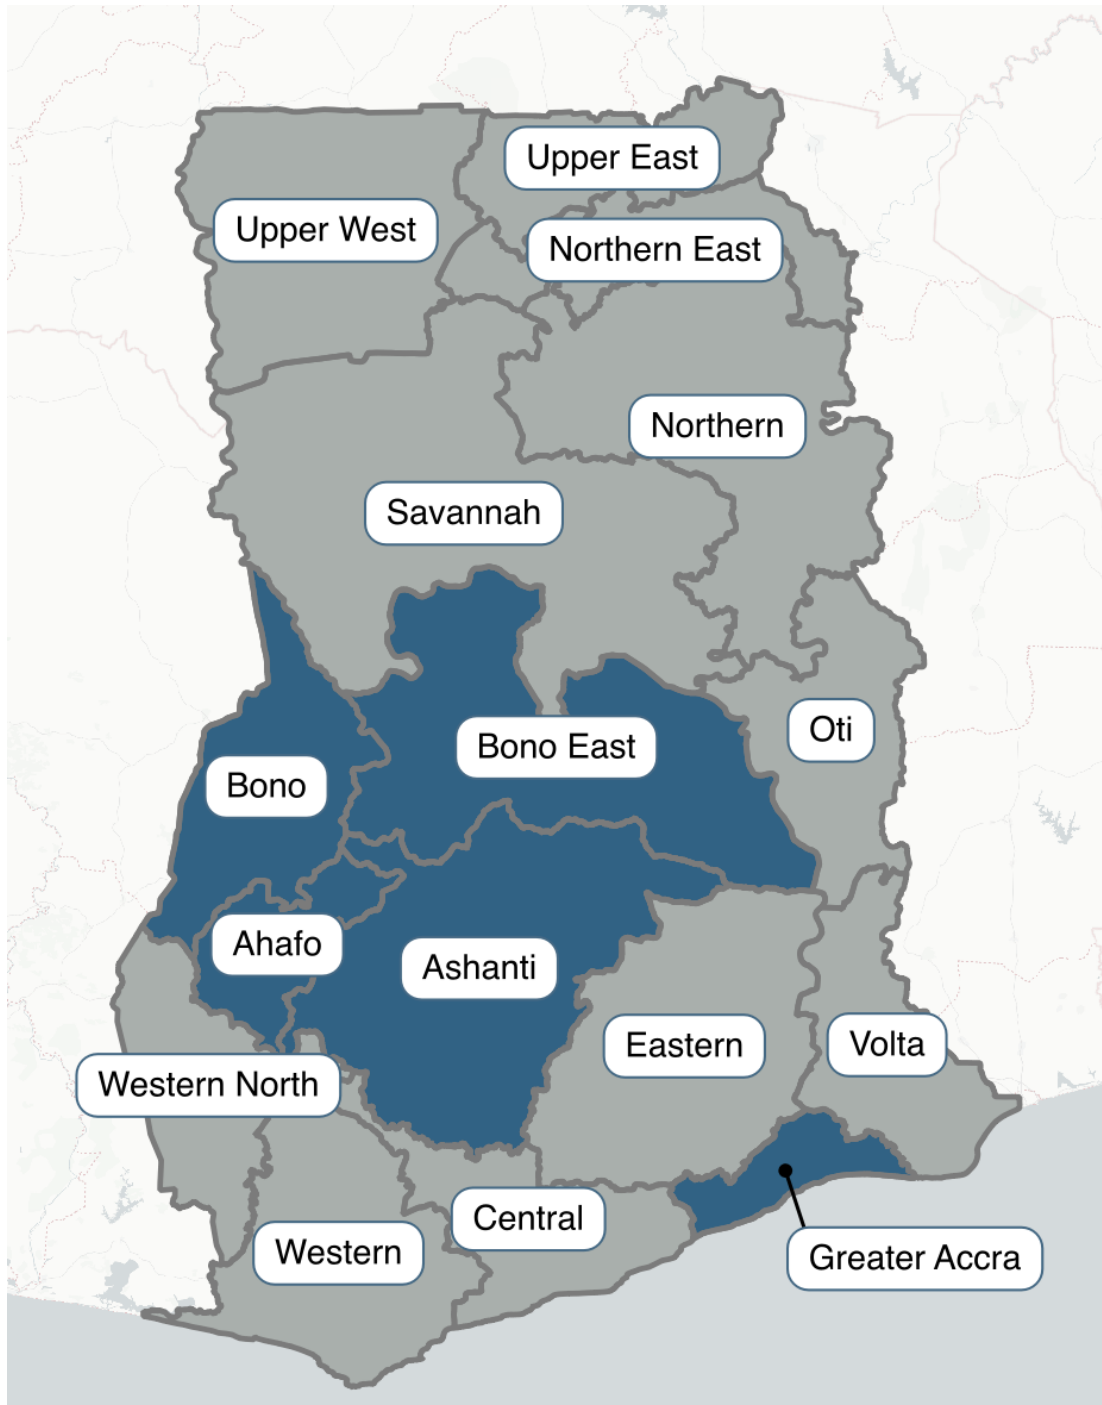 Upper East
Upper West
Northern East
Northern
Savannah
Oti
Bono East
Bono
Ahafo
Ashanti
Eastern
Volta
Western North
Central
Western
Greater Accra